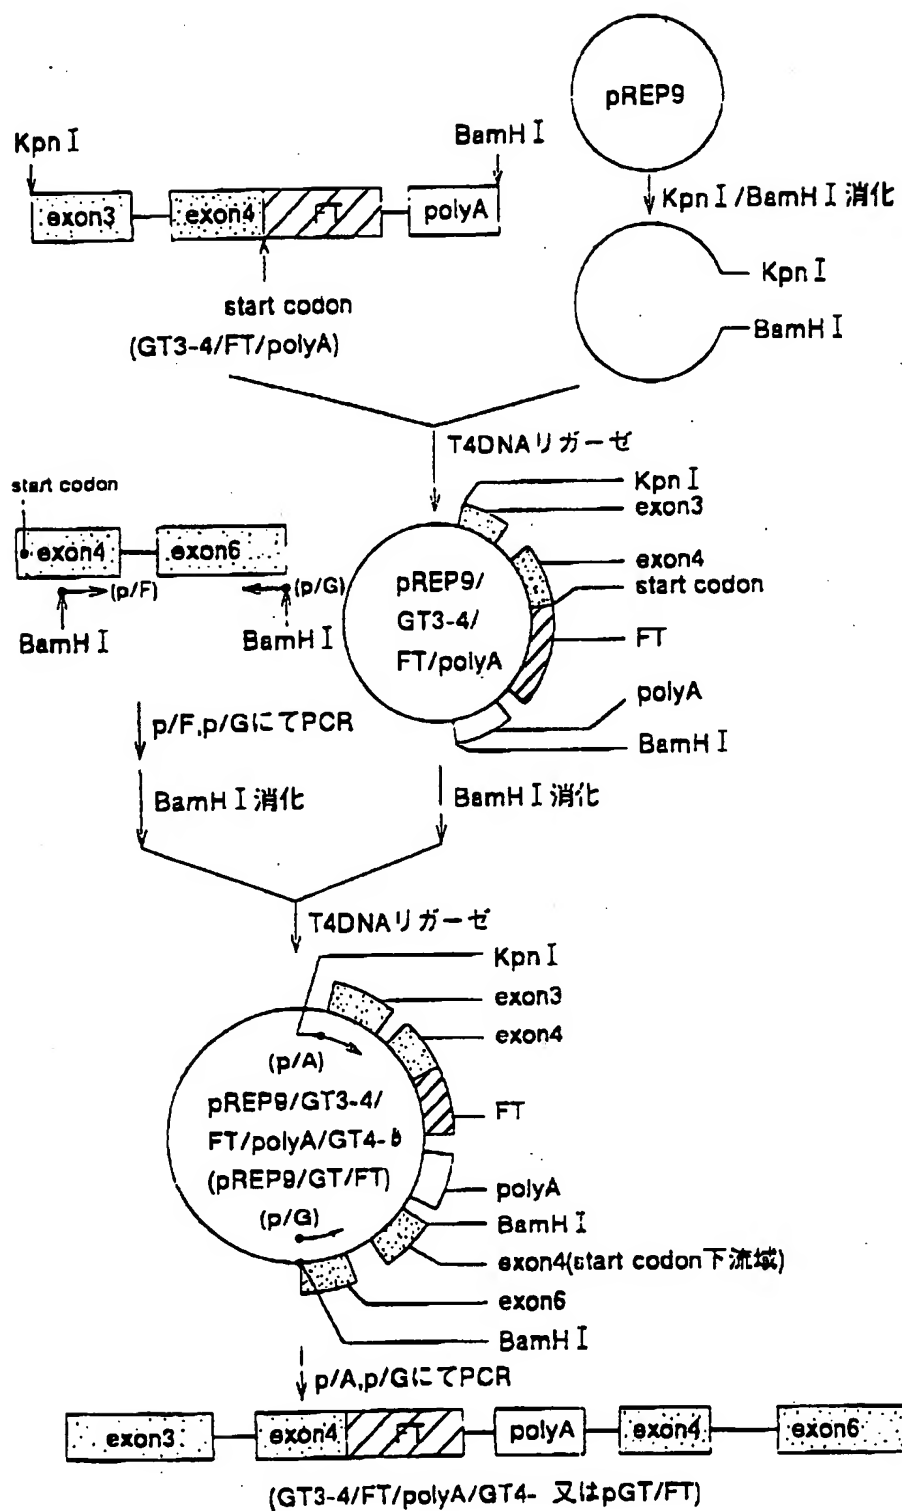 pREP9
Kpn I
BamH I
exon3
exon4
FT
polyA
Kpn I/BamH I 消化
Kpn I
BamH I
start codon
(GT3-4/FT/polyA)
T4DNAリガーゼ
start codon
exon4
exon6
(p/F)
(p/G)
BamH I
BamH I
pREP9/
GT3-4/
FT/polyA
Kpn I
exon3
exon4
start codon
FT
polyA
BamH I
p/F,p/GにてPCR
BamH I 消化
BamH I 消化
T4DNAリガーゼ
Kpn I
exon3
exon4
FT
polyA
BamH I
exon4(start codon下流域)
exon6
BamH I
(p/A)
pREP9/GT3-4/
FT/polyA/GT4-6
(pREP9/GT/FT)
(p/G)
p/A,p/GにてPCR
exon3
exon4
FT
polyA
exon4
exon6
(GT3-4/FT/polyA/GT4- 又はpGT/FT)